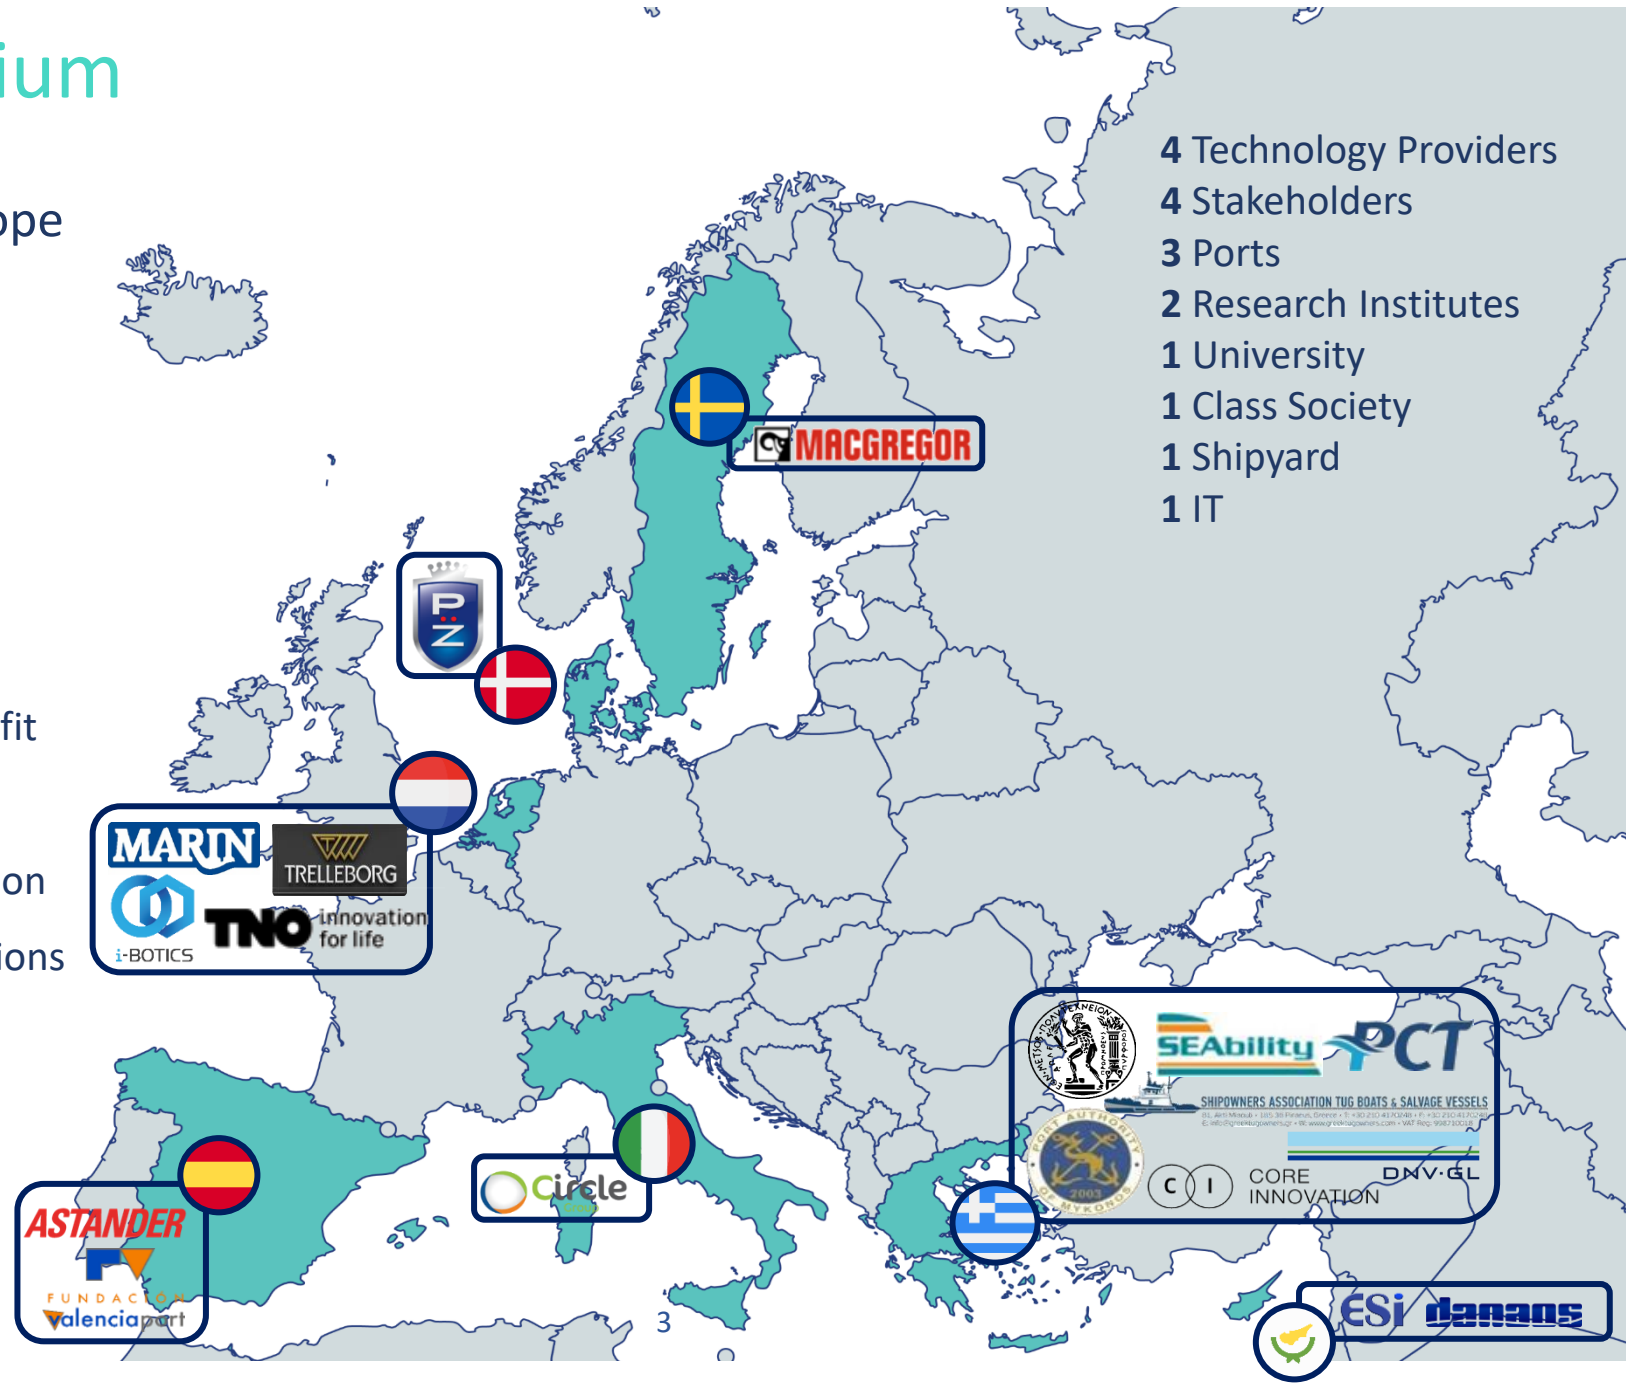 ium
ope
fit
on
ions
4 Technology Providers
4 Stakeholders
3 Ports
2 Research Institutes
1 University
1 Class Society
1 Shipyard
1 IT
MACGREGOR
P
Z
MARIN
TRELLEBORG
i-BOTICS
TNO innovation
for life
SEAbility
PCT
SHIPOWNERS ASSOCIATION TUG BOATS & SALVAGE VESSELS
PORT AUTHORITY
OF MYKONOS
2003
C I
CORE
INNOVATION
DNV·GL
Circle
ASTANDER
FUNDACIÓN
valenciaport
ESi danaos
3